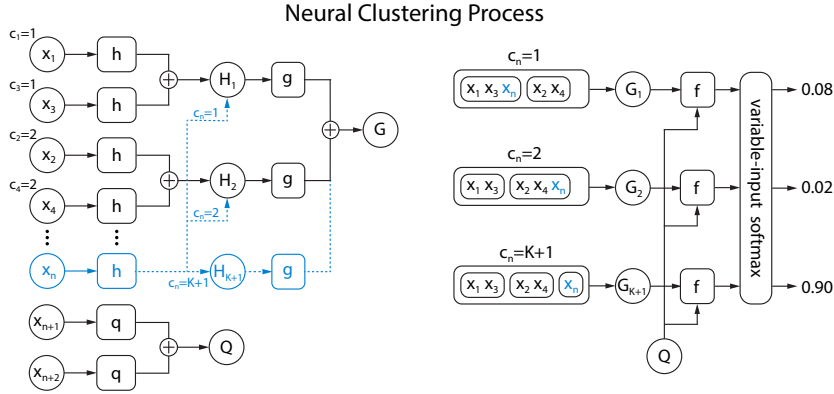 Neural Clustering Process
c₁=1
x₁ h
H₁ g
c₃=1
x₃ h
cₙ=1
G
c₂=2
x₂ h
H₂ g
c₄=2
x₄ h
cₙ=2
xₙ h
cₙ=K+1
H_K+1 g
xₙ₊₁ q
Q
xₙ₊₂ q
cₙ=1
x₁ x₃ xₙ x₂ x₄ G₁ f 0.08
cₙ=2
x₁ x₃ x₂ x₄ xₙ G₂ f 0.02
cₙ=K+1
x₁ x₃ x₂ x₄ xₙ G_K+1 f 0.90
Q
variable-input
softmax